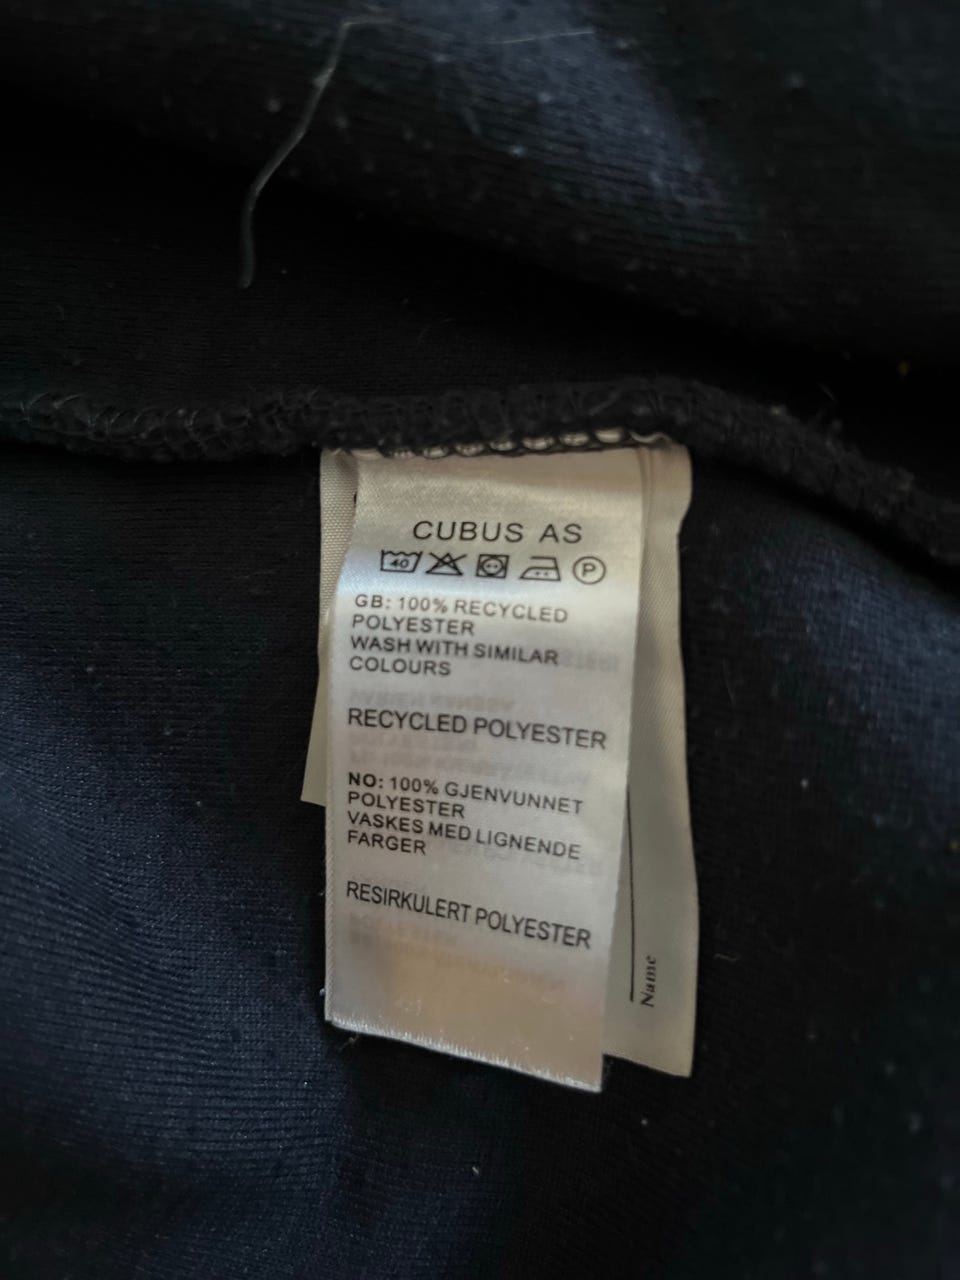 CUBUS AS
40 P
GB: 100% RECYCLED
POLYESTER
WASH WITH SIMILAR
COLOURS
RECYCLED POLYESTER
NO: 100% GJENVUNNET
POLYESTER
VASKES MED LIGNENDE
FARGER
RESIRKULERT POLYESTER
Name